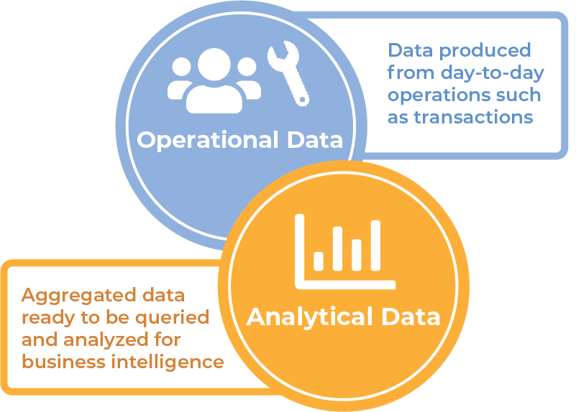 Operational Data
Data produced
from day-to-day
operations such
as transactions
Analytical Data
Aggregated data
ready to be queried
and analyzed for
business intelligence